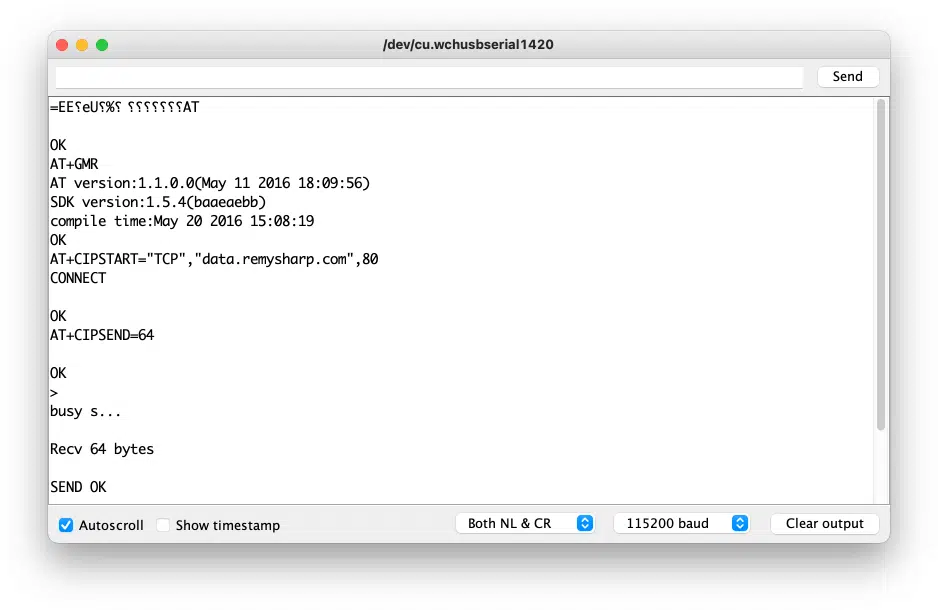 /dev/cu.wchusbserial1420
Send
=EE⸮eU⸮%⸮ ⸮⸮⸮⸮⸮⸮⸮AT
OK
AT+GMR
AT version:1.1.0.0(May 11 2016 18:09:56)
SDK version:1.5.4(baaeaebb)
compile time:May 20 2016 15:08:19
OK
AT+CIPSTART="TCP","data.remysharp.com",80
CONNECT
OK
AT+CIPSEND=64
OK
>
busy s...
Recv 64 bytes
SEND OK
Autoscroll Show timestamp Both NL & CR 115200 baud Clear output